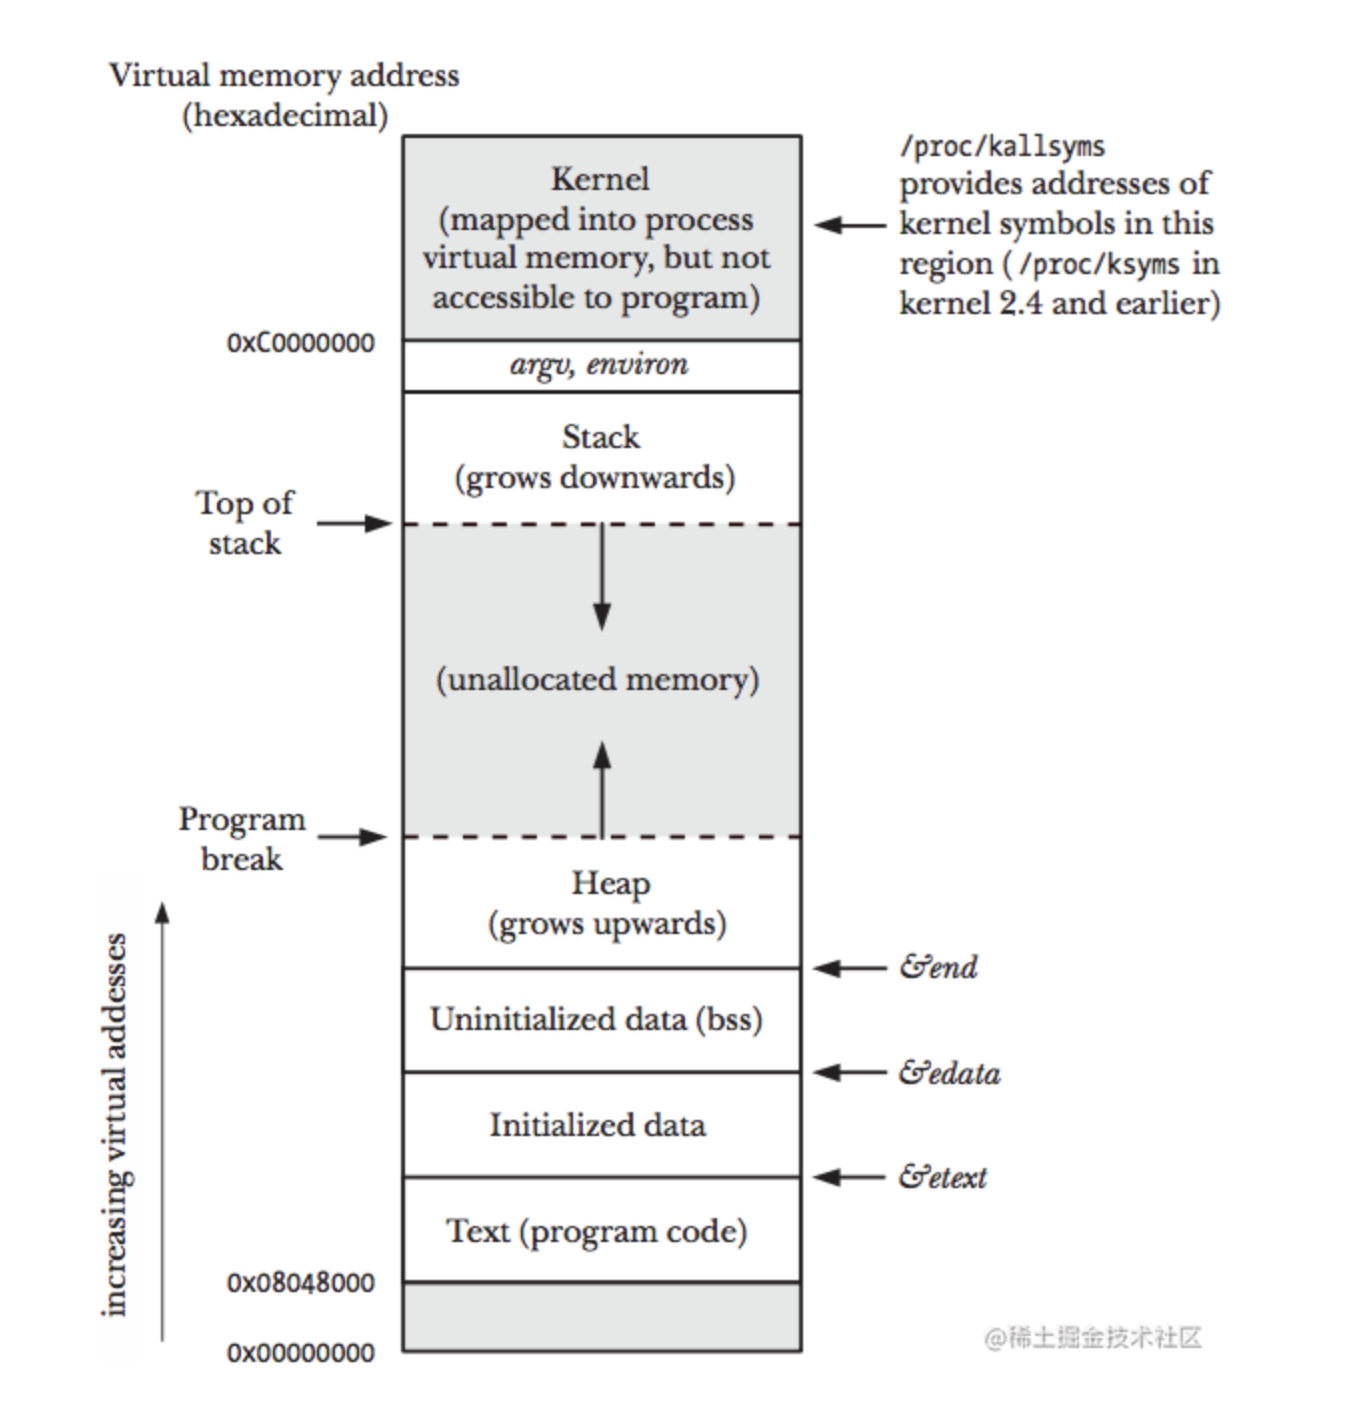 Virtual memory address
(hexadecimal)
Kernel
(mapped into process
virtual memory, but not
accessible to program)
/proc/kallsyms
provides addresses of
kernel symbols in this
region (/proc/ksyms in
kernel 2.4 and earlier)
0xC0000000
argv, environ
Stack
(grows downwards)
Top of
stack
(unallocated memory)
Program
break
Heap
(grows upwards)
&end
Uninitialized data (bss)
&edata
Initialized data
&etext
Text (program code)
0x08048000
0x00000000
increasing virtual addesses
@稀土掘金技术社区